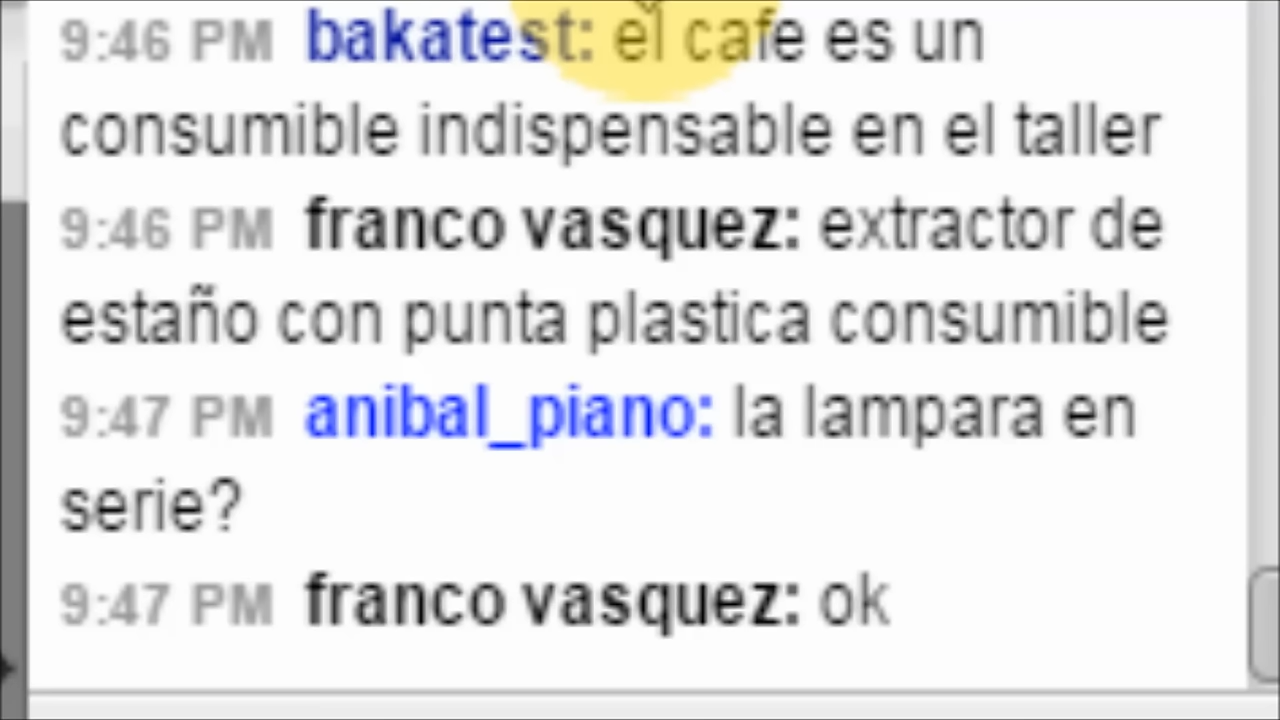 9:46 PM bakatest: el cafe es un
consumible indispensable en el taller
9:46 PM franco vasquez: extractor de
estaño con punta plastica consumible
9:47 PM anibal_piano: la lampara en
serie?
9:47 PM franco vasquez: ok